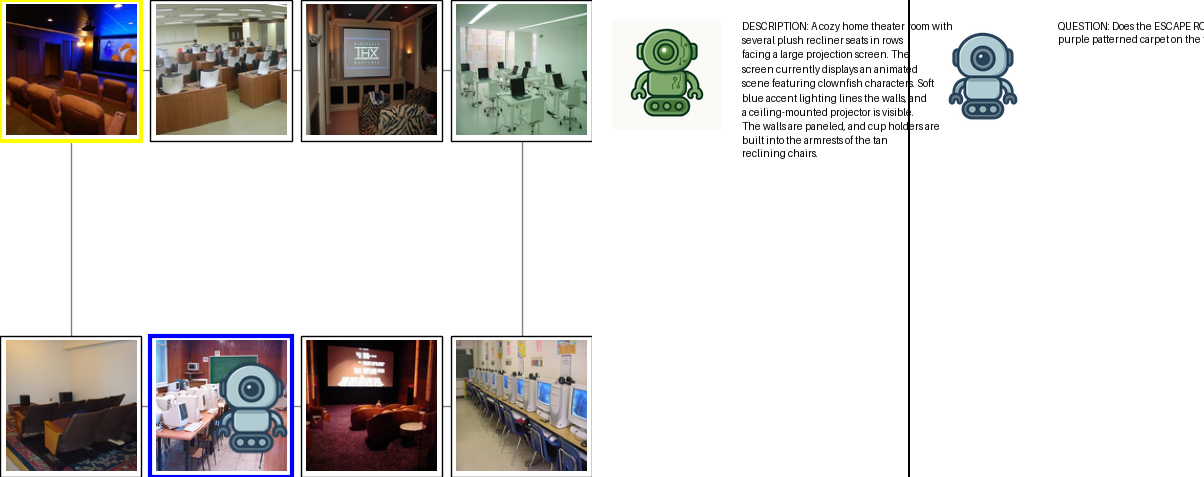 THX
DESCRIPTION: A cozy home theater room with
several plush recliner seats in rows
facing a large projection screen. The
screen currently displays an animated
scene featuring clownfish characters. Soft
blue accent lighting lines the walls, and
a ceiling-mounted projector is visible.
The walls are paneled, and cup holders are
built into the armrests of the tan
reclining chairs.
QUESTION: Does the ESCAPE RO
purple patterned carpet on the